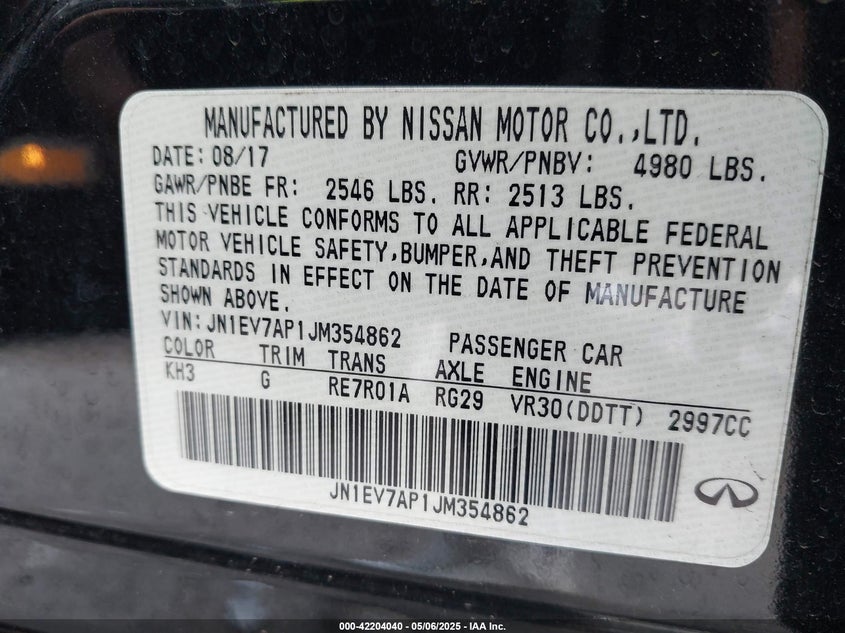 MANUFACTURED BY NISSAN MOTOR CO.,LTD.
DATE: 08/17 GVWR/PNBV: 4980 LBS.
GAWR/PNBE FR: 2546 LBS. RR: 2513 LBS.
THIS VEHICLE CONFORMS TO ALL APPLICABLE FEDERAL
MOTOR VEHICLE SAFETY,BUMPER,AND THEFT PREVENTION
STANDARDS IN EFFECT ON THE DATE OF MANUFACTURE
SHOWN ABOVE.
VIN:JN1EV7AP1JM354862 PASSENGER CAR
COLOR TRIM TRANS AXLE ENGINE
KH3 G RE7R01A RG29 VR30(DDTT) 2997CC
JN1EV7AP1JM354862
000-42204040 - 05/06/2025 - IAA Inc.